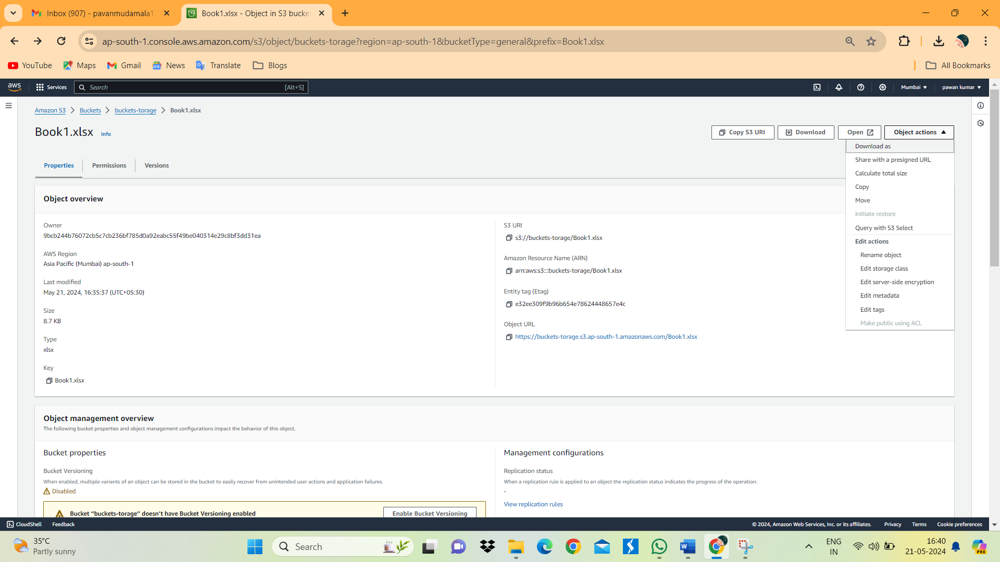 Inbox (907) - pavanmudamala1
Book1.xlsx - Object in S3 bucke
ap-south-1.console.aws.amazon.com/s3/object/buckets-torage?region=ap-south-1&bucketType=general&prefix=Book1.xlsx
YouTube Maps Gmail News Translate Blogs All Bookmarks
aws Services Search [Alt+S] Mumbai pawan kumar
Amazon S3 Buckets buckets-torage Book1.xlsx
Book1.xlsx Info
Copy S3 URI Download Open Object actions
Download as
Share with a presigned URL
Calculate total size
Copy
Move
Initiate restore
Query with S3 Select
Edit actions
Rename object
Edit storage class
Edit server-side encryption
Edit metadata
Edit tags
Make public using ACL
Properties Permissions Versions
Object overview
Owner
9bcb244b76072cb5c7cb236bf785d0a92eabc55f49be040314e29c8bf3dd31ea
AWS Region
Asia Pacific (Mumbai) ap-south-1
Last modified
May 21, 2024, 16:35:37 (UTC+05:30)
Size
8.7 KB
Type
xlsx
Key
Book1.xlsx
S3 URI
s3://buckets-torage/Book1.xlsx
Amazon Resource Name (ARN)
arn:aws:s3:::buckets-torage/Book1.xlsx
Entity tag (Etag)
e32ee309f9b96b654e78624448657e4c
Object URL
https://buckets-torage.s3.ap-south-1.amazonaws.com/Book1.xlsx
Object management overview
The following bucket properties and object management configurations impact the behavior of this object.
Bucket properties
Bucket Versioning
When enabled, multiple variants of an object can be stored in the bucket to easily recover from unintended user actions and application failures.
Disabled
Bucket “buckets-torage” doesn’t have Bucket Versioning enabled
Enable Bucket Versioning
Management configurations
Replication status
When a replication rule is applied to an object the replication status indicates the progress of the operation.
-
View replication rules
CloudShell Feedback © 2024, Amazon Web Services, Inc. or its affiliates. Privacy Terms Cookie preferences
35°C
Partly sunny
Search
ENG
IN
16:40
21-05-2024
PRE